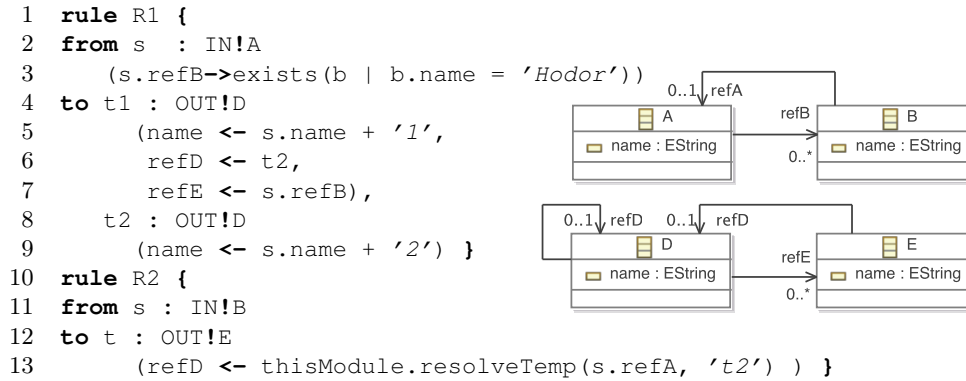 1 rule R1 {
2 from s : IN!A
3 (s.refB->exists(b | b.name = 'Hodor'))
4 to t1 : OUT!D
5 (name <- s.name + '1',
6 refD <- t2,
7 refE <- s.refB),
8 t2 : OUT!D
9 (name <- s.name + '2') }
10 rule R2 {
11 from s : IN!B
12 to t : OUT!E
13 (refD <- thisModule.resolveTemp(s.refA, 't2') ) }
0..1 refA
A
name : EString
refB
0..*
B
name : EString
0..1 refD
0..1 refD
D
name : EString
refE
0..*
E
name : EString